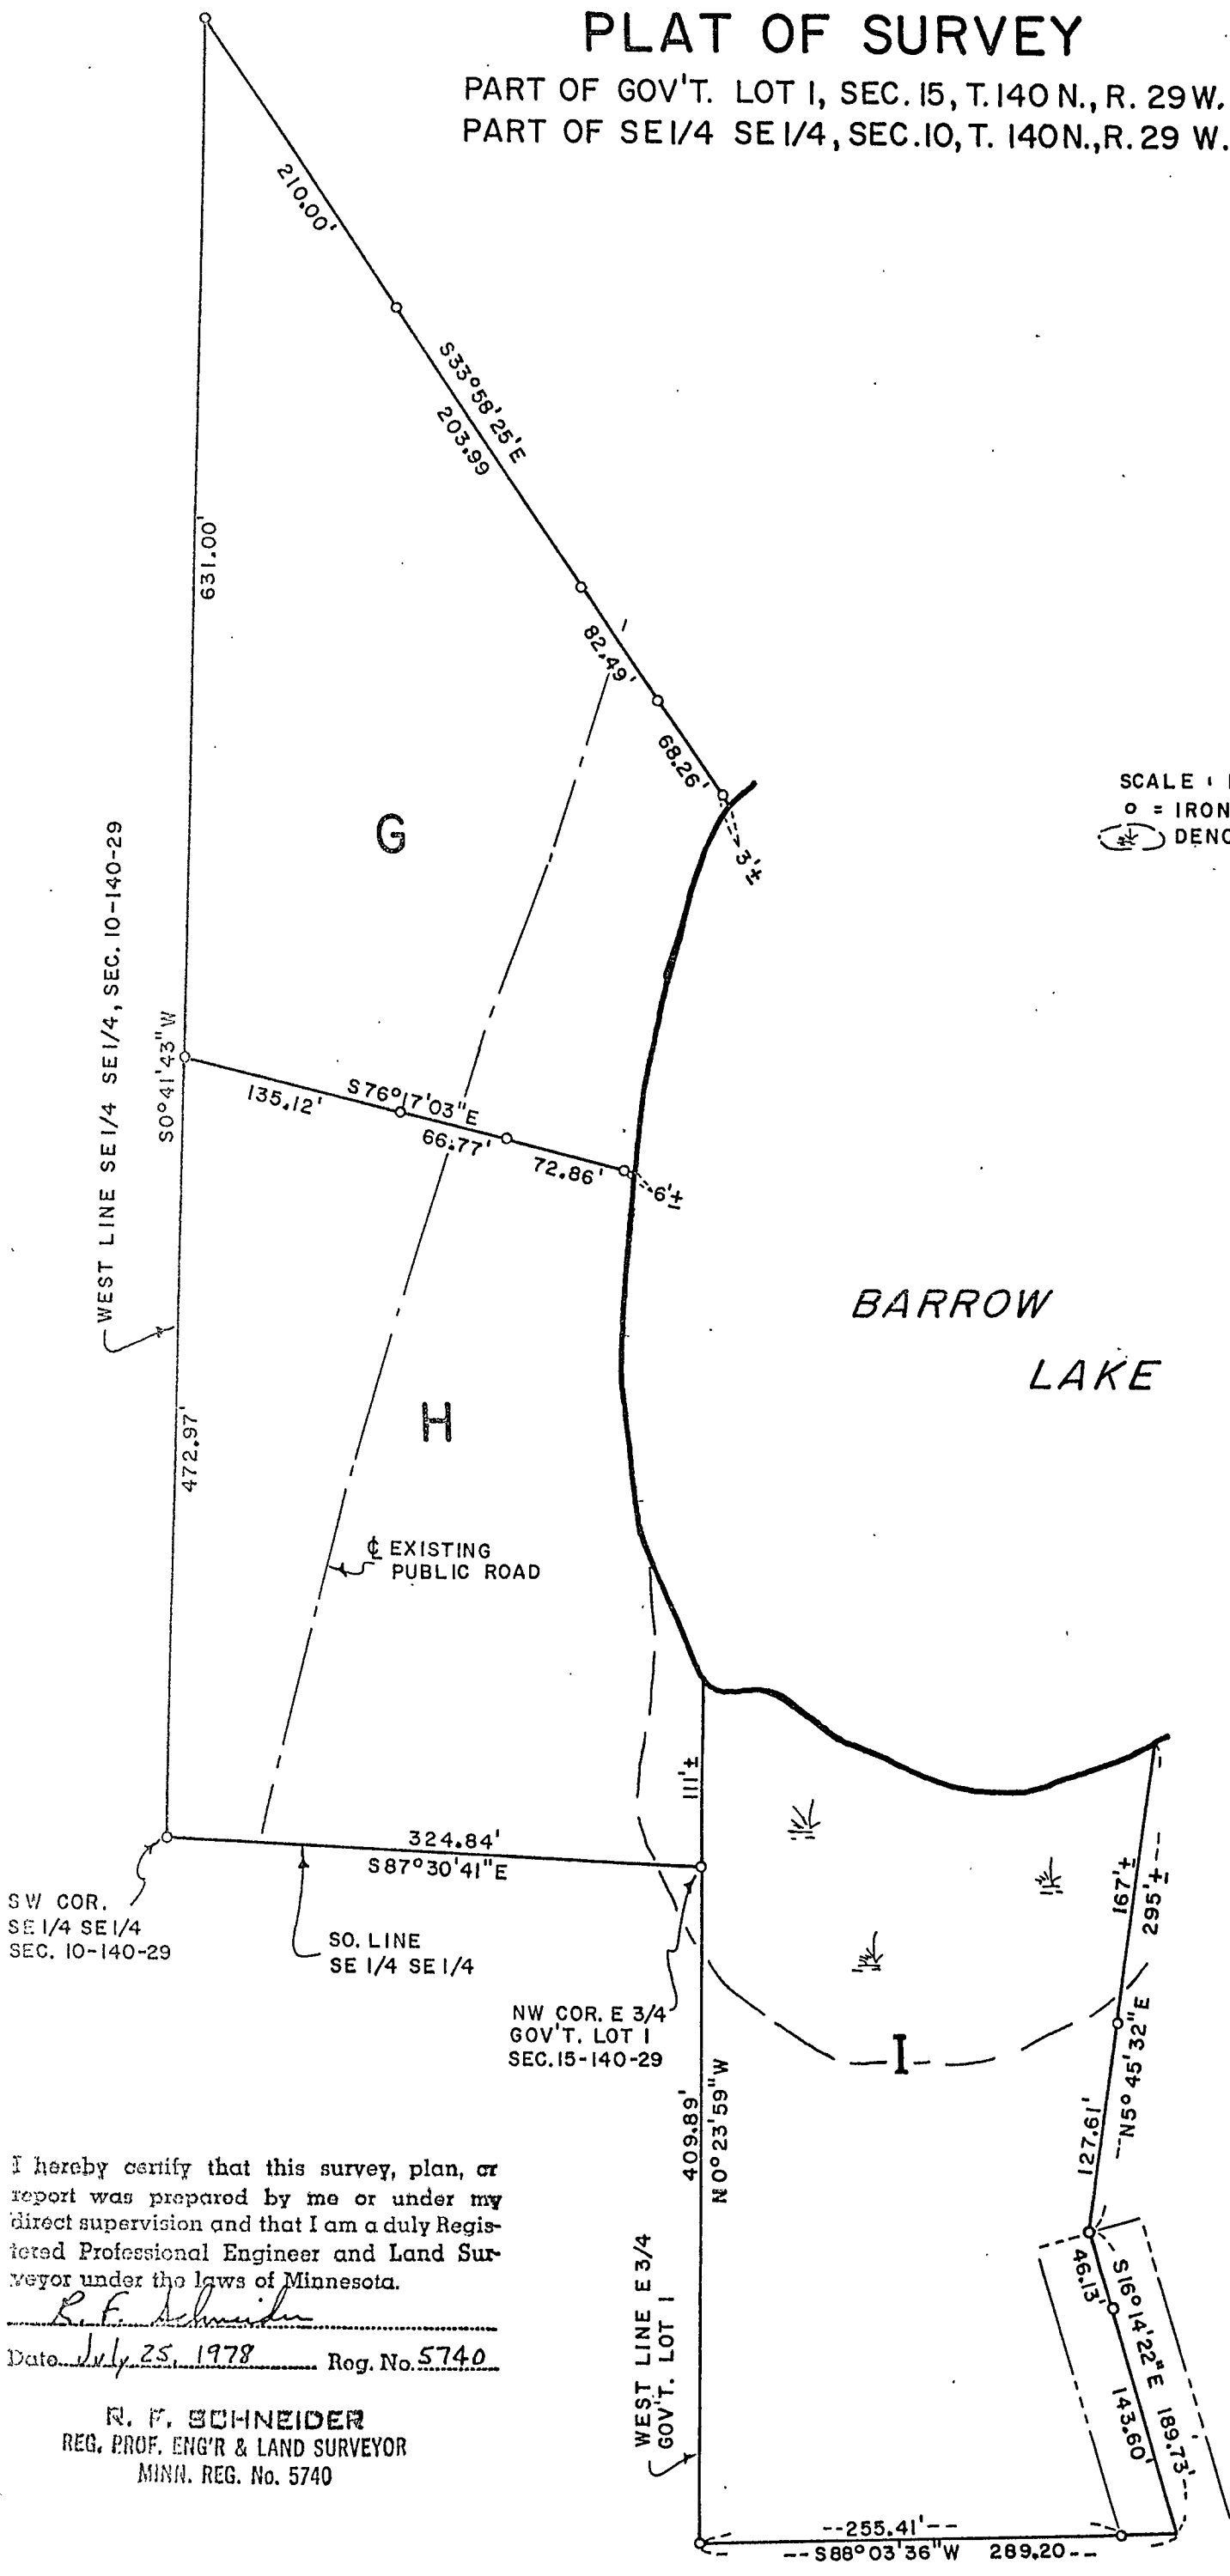 PLAT OF SURVEY
PART OF GOV'T. LOT 1, SEC. 15, T. 140 N., R. 29 W.
PART OF SE 1/4 SE 1/4, SEC. 10, T. 140 N., R. 29 W.
210.00'
S33°58'25'E
203.99
631.00'
82.49'
68.26'
3'±
SCALE :
o = IRON
DENO
G
WEST LINE SE 1/4 SE 1/4, SEC. 10-140-29
S0°41'43"W
135.12'
S76°17'03"E
66.77'
72.86'
6'±
BARROW
LAKE
H
472.97'
℄ EXISTING
PUBLIC ROAD
111'±
324.84'
S87°30'41"E
167'±
295'±
SW COR.
SE 1/4 SE 1/4
SEC. 10-140-29
SO. LINE
SE 1/4 SE 1/4
NW COR. E 3/4
GOV'T. LOT 1
SEC. 15-140-29
I
N5°45'32"E
127.61'
409.89'
N0°23'59"W
WEST LINE E 3/4
GOV'T. LOT 1
46.13'
S16°14'22"E 189.73'
143.60'
--255.41'--
--S88°03'36"W 289.20--
I hereby certify that this survey, plan, or
report was prepared by me or under my
direct supervision and that I am a duly Regis-
tered Professional Engineer and Land Sur-
veyor under the laws of Minnesota.
R. F. Schneider
Date July 25, 1978 Reg. No. 5740
R. F. SCHNEIDER
REG. PROF. ENG'R & LAND SURVEYOR
MINN. REG. No. 5740